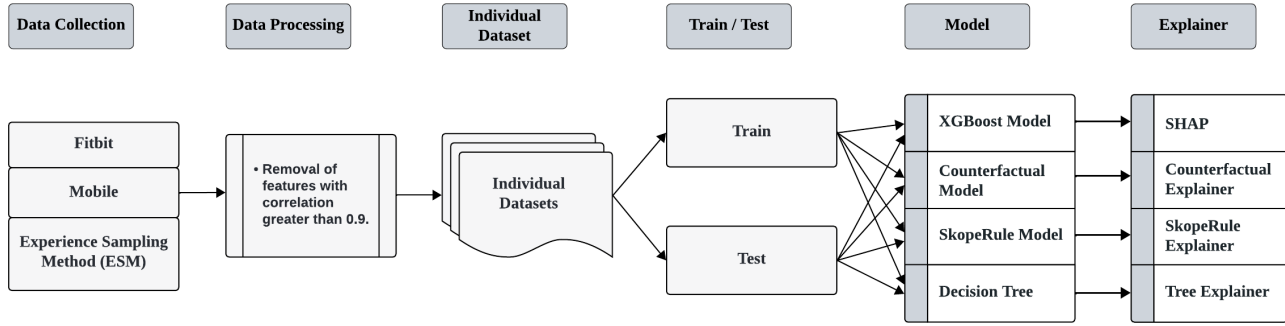 Data Collection
Data Processing
Individual
Dataset
Train / Test
Model
Explainer
Fitbit
Mobile
Experience Sampling
Method (ESM)
• Removal of
features with
correlation
greater than 0.9.
Individual
Datasets
Train
Test
XGBoost Model
Counterfactual
Model
SkopeRule Model
Decision Tree
SHAP
Counterfactual
Explainer
SkopeRule
Explainer
Tree Explainer